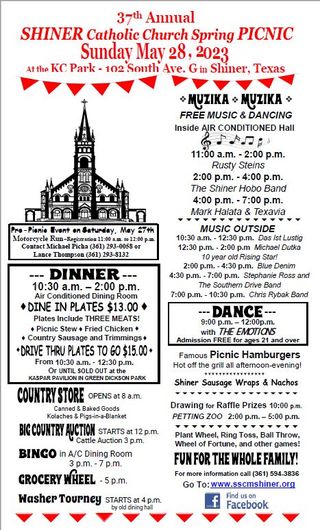 37th Annual
SHINER Catholic Church Spring PICNIC
Sunday May 28, 2023
At the KC Park - 102 South Ave. G in Shiner, Texas
Pre-Picnic Event on Saturday, May 27th
Motorcycle Run -Registration 11:00 a.m. to 12:00 p.m.
Contact Michael Picha (361) 293-0058 or
Lance Thompson (361) 293-8132
--- DINNER ---
10:30 a.m. – 2:00 p.m.
Air Conditioned Dining Room
♦ DINE IN PLATES $13.00 ♦
Plates Include THREE MEATS!
♦ Picnic Stew ♦ Fried Chicken ♦
♦ Country Sausage and Trimmings ♦
♦DRIVE THRU PLATES TO GO $15.00♦
From 10:30 a.m. - 12:30 p.m.
Or UNTIL SOLD OUT at the
KASPAR PAVILION IN GREEN DICKSON PARK
COUNTRY STORE OPENS at 8 a.m.
Canned & Baked Goods
Kolaches & Pigs-in-a-Blanket
BIG COUNTRY AUCTION STARTS at 12 p.m.
Cattle Auction 3 p.m.
BINGO in A/C Dining Room
3 p.m. - 7 p.m.
GROCERY WHEEL - 5 p.m.
Washer Tourney STARTS at 4 p.m.
by old dining hall
MUZIKA MUZIKA
FREE MUSIC & DANCING
Inside AIR CONDITIONED Hall
11:00 a.m. - 2:00 p.m.
Rusty Steins
2:00 p.m. - 4:00 p.m.
The Shiner Hobo Band
4:00 p.m. - 7:00 p.m.
Mark Halata & Texavia
MUSIC OUTSIDE
10:30 am. - 12:30 p.m. Das Ist Lustig
12:30 p.m. - 2:00 p.m Michael Dutka
10 year old Rising Star!
2:00 p.m. - 4:30 p.m. Blue Denim
4:30 p.m. - 7:00 p.m. Stephanie Ross and
The Southern Drive Band
7:00 p.m. - 10:30 p.m. Chris Rybak Band
--- DANCE---
9:00 p.m. – 12:00p.m.
with THE EMOTIONS
Admission FREE for ages 21 and over
Famous Picnic Hamburgers
Hot off the grill all afternoon-evening!
Shiner Sausage Wraps & Nachos
Drawing for Raffle Prizes 10:00 p.m.
PETTING ZOO 2:00 p.m. – 5:00 p.m.
Plant Wheel, Ring Toss, Ball Throw,
Wheel of Fortune, and other games!
FUN FOR THE WHOLE FAMILY!
For more information call (361) 594-3836
Go To: www.sscmshiner.org
Find us on
Facebook